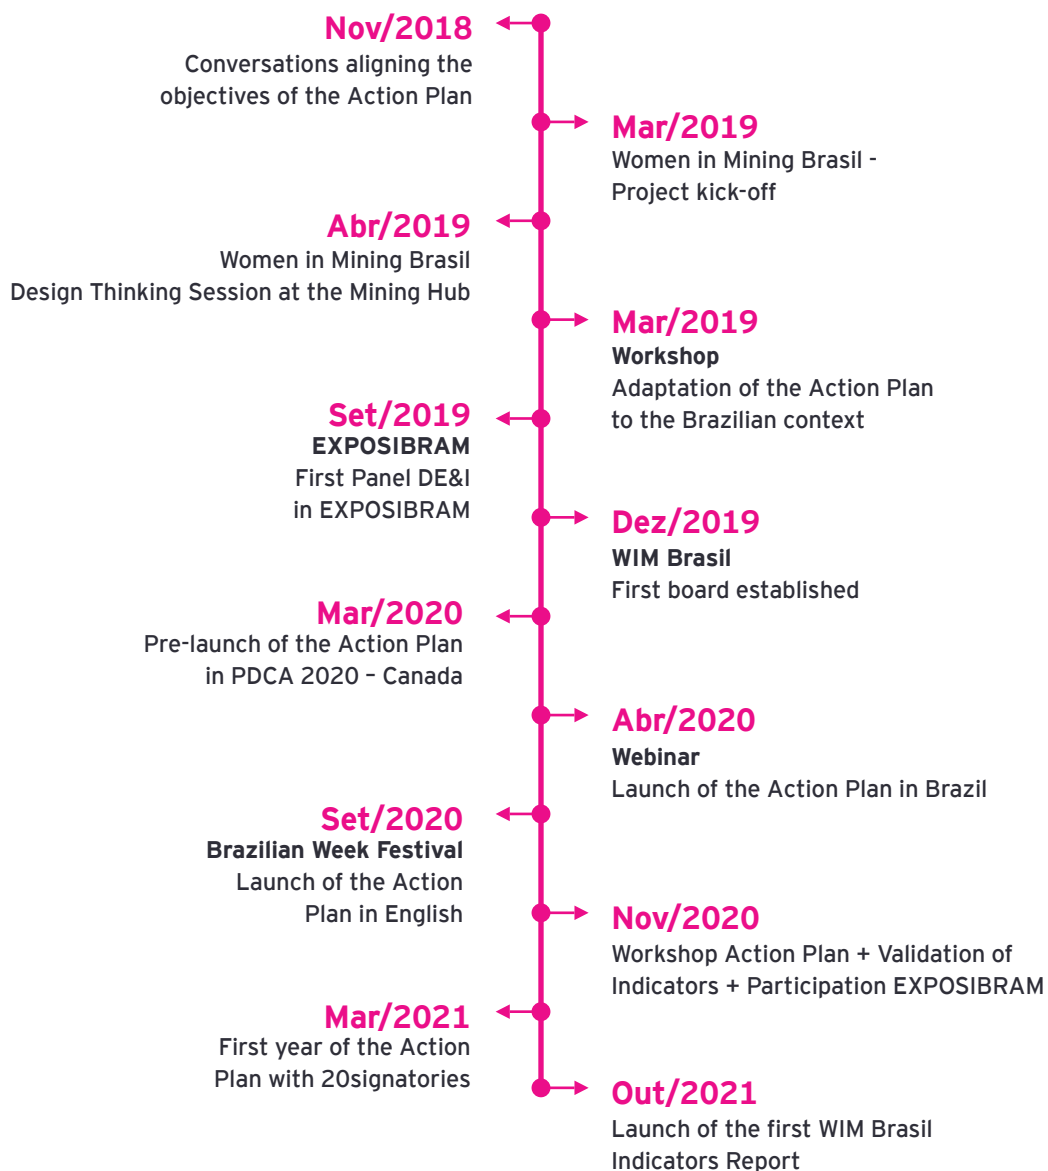 Nov/2018
Conversations aligning the
objectives of the Action Plan
Mar/2019
Women in Mining Brasil -
Project kick-off
Abr/2019
Women in Mining Brasil
Design Thinking Session at the Mining Hub
Mar/2019
Workshop
Adaptation of the Action Plan
to the Brazilian context
Set/2019
EXPOSIBRAM
First Panel DE&I
in EXPOSIBRAM
Dez/2019
WIM Brasil
First board established
Mar/2020
Pre-launch of the Action Plan
in PDCA 2020 – Canada
Abr/2020
Webinar
Launch of the Action Plan in Brazil
Set/2020
Brazilian Week Festival
Launch of the Action
Plan in English
Nov/2020
Workshop Action Plan + Validation of
Indicators + Participation EXPOSIBRAM
Mar/2021
First year of the Action
Plan with 20signatories
Out/2021
Launch of the first WIM Brasil
Indicators Report